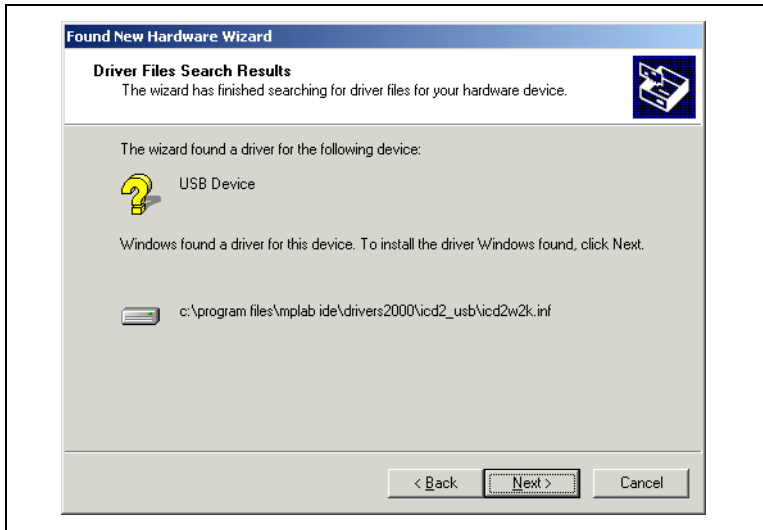 Found New Hardware Wizard
Driver Files Search Results
The wizard has finished searching for driver files for your hardware device.
The wizard found a driver for the following device:
USB Device
Windows found a driver for this device. To install the driver Windows found, click Next.
c:\program files\mplab ide\drivers2000\icd2_usb\icd2w2k.inf
< Back Next > Cancel